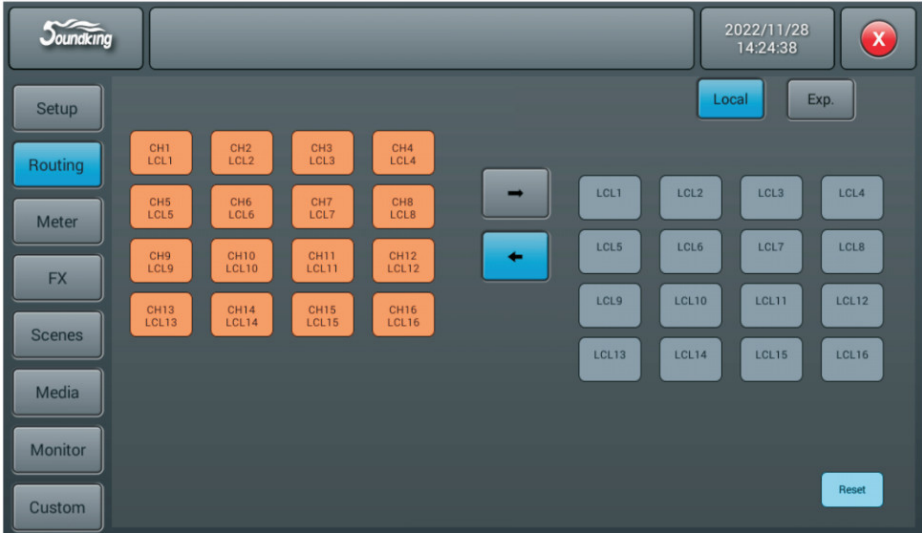 Soundking
2022/11/28
14:24:38
X
Local
Exp.
Setup
Routing
Meter
FX
Scenes
Media
Monitor
Custom
CH1
LCL1
CH2
LCL2
CH3
LCL3
CH4
LCL4
CH5
LCL5
CH6
LCL6
CH7
LCL7
CH8
LCL8
CH9
LCL9
CH10
LCL10
CH11
LCL11
CH12
LCL12
CH13
LCL13
CH14
LCL14
CH15
LCL15
CH16
LCL16
LCL1
LCL2
LCL3
LCL4
LCL5
LCL6
LCL7
LCL8
LCL9
LCL10
LCL11
LCL12
LCL13
LCL14
LCL15
LCL16
Reset